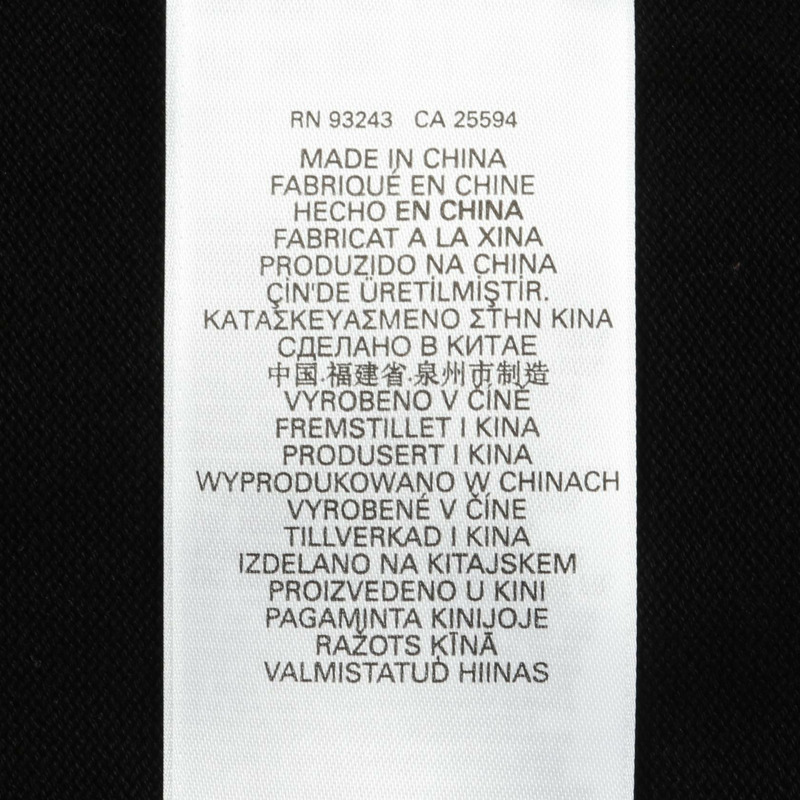 RN 93243 CA 25594
MADE IN CHINA
FABRIQUÉ EN CHINE
HECHO EN CHINA
FABRICAT A LA XINA
PRODUZIDO NA CHINA
ÇİN'DE ÜRETİLMİŞTİR.
ΚΑΤΑΣΚΕΥΑΣΜΕΝΟ ΣΤΗΝ ΚΙΝΑ
СДЕЛАНО В КИТАЕ
中国.福建省.泉州市制造
VYROBENO V ČÍNĚ
FREMSTILLET I KINA
PRODUSERT I KINA
WYPRODUKOWANO W CHINACH
VYROBENÉ V ČÍNE
TILLVERKAD I KINA
IZDELANO NA KITAJSKEM
PROIZVEDENO U KINI
PAGAMINTA KINIJOJE
RAŽOTS ĶĪNĀ
VALMISTATUD HIINAS